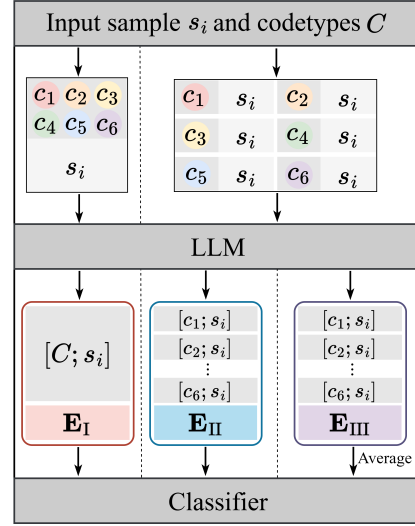 Input sample s_i and codetypes C
c_1 c_2 c_3
c_4 c_5 c_6
s_i
c_1 s_i c_2 s_i
c_3 s_i c_4 s_i
c_5 s_i c_6 s_i
LLM
[C; s_i]
E_I
[c_1; s_i]
[c_2; s_i]
...
[c_6; s_i]
E_II
[c_1; s_i]
[c_2; s_i]
...
[c_6; s_i]
E_III
Average
Classifier